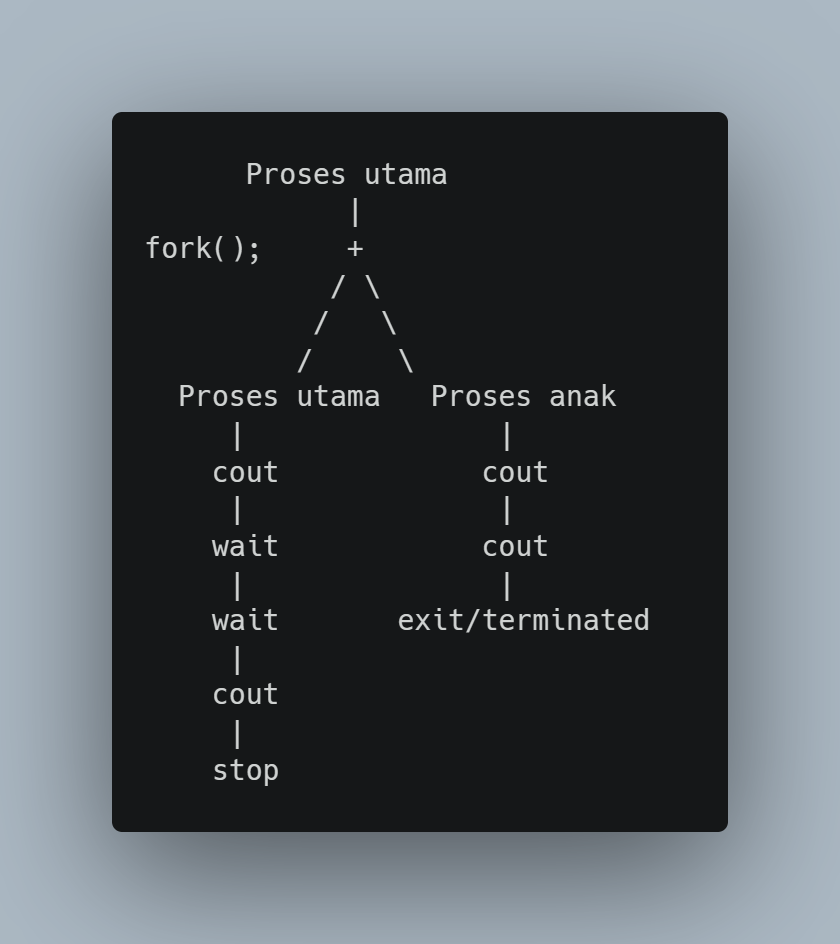 Proses utama
|
fork();     +
/ \
/   \
/     \
Proses utama   Proses anak
|               |
cout            cout
|               |
wait            cout
|               |
wait       exit/terminated
|
cout
|
stop